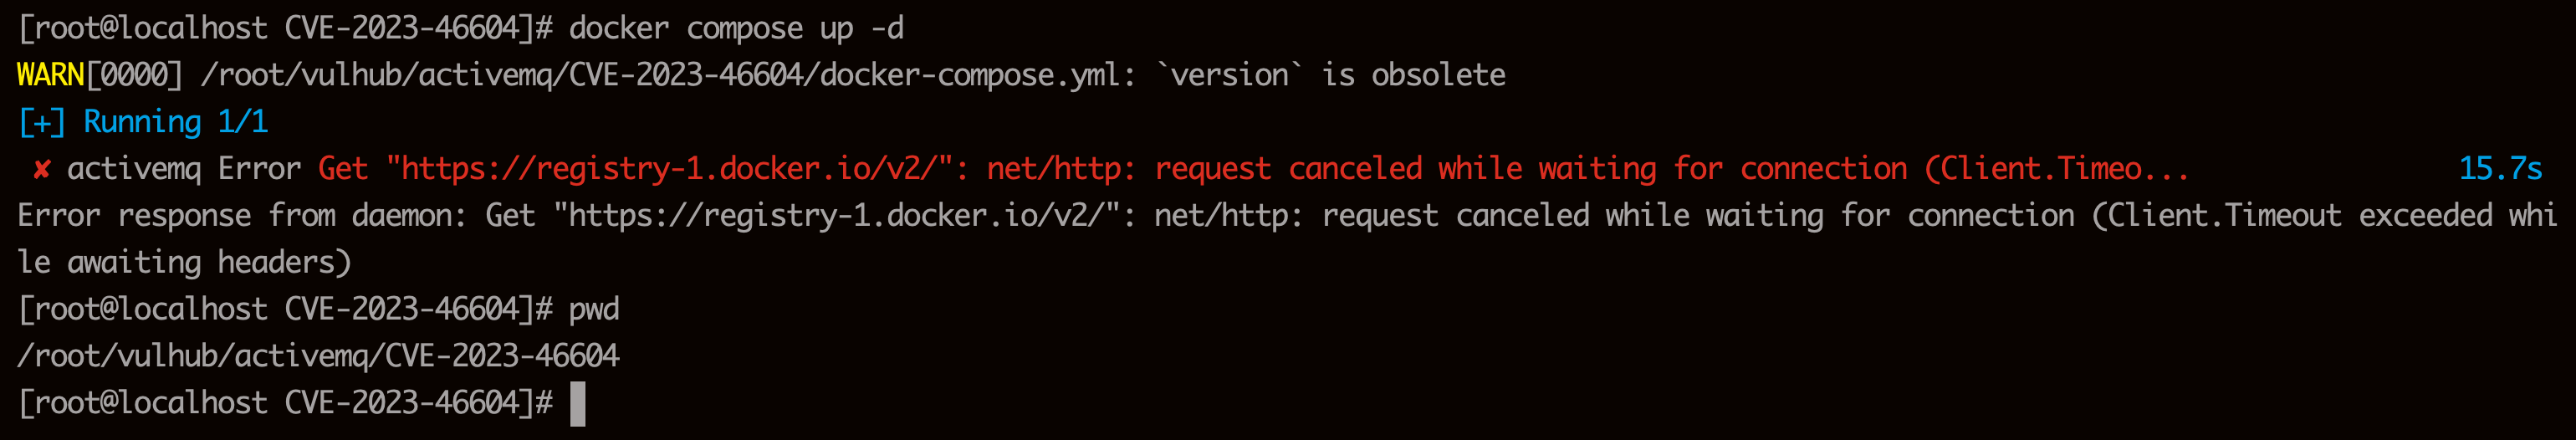 [root@localhost CVE-2023-46604]# docker compose up -d
WARN[0000] /root/vulhub/activemq/CVE-2023-46604/docker-compose.yml: `version` is obsolete
[+] Running 1/1
 ✘ activemq Error Get "https://registry-1.docker.io/v2/": net/http: request canceled while waiting for connection (Client.Timeo... 15.7s
Error response from daemon: Get "https://registry-1.docker.io/v2/": net/http: request canceled while waiting for connection (Client.Timeout exceeded whi
le awaiting headers)
[root@localhost CVE-2023-46604]# pwd
/root/vulhub/activemq/CVE-2023-46604
[root@localhost CVE-2023-46604]#